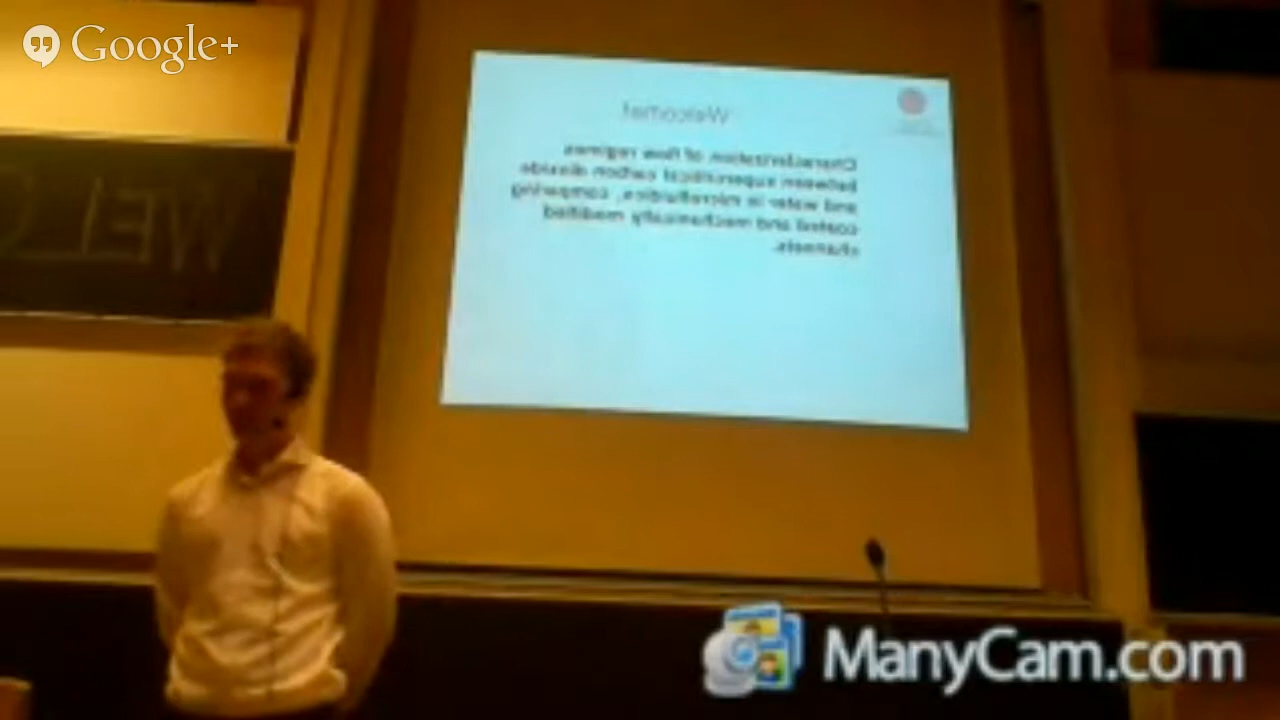 Google+
Welcome!
Characterization of flow regimes
between supercritical carbon dioxide
and water in microfluidics, comparing
coated and mechanically modified
channels.
WELC
ManyCam.com